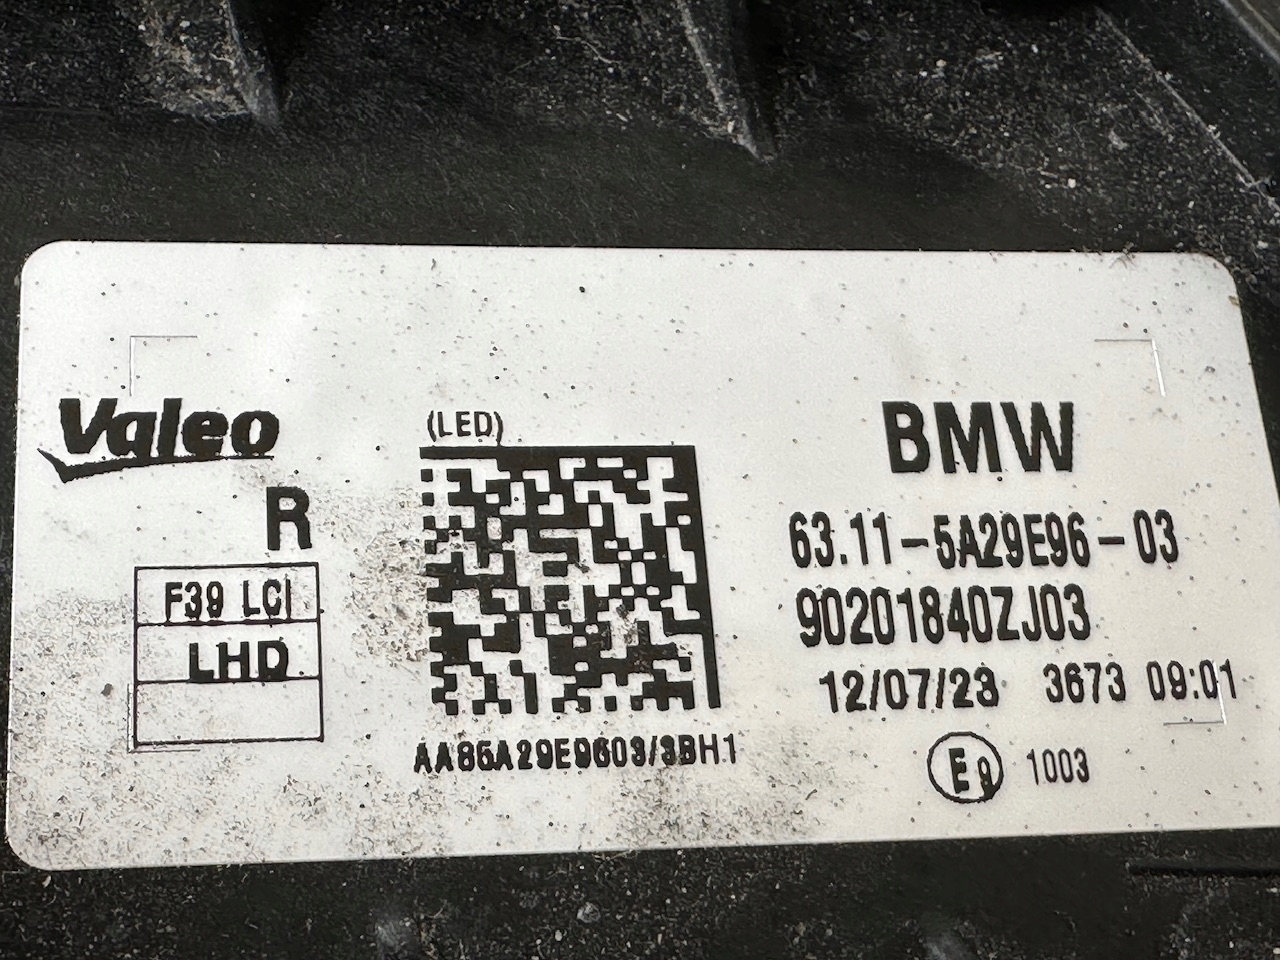 Valeo
R
F39 LCI
LHD
(LED)
AA85A29E9603/3BH1
BMW
63.11-5A29E96-03
90201840ZJ03
12/07/23 3673 09:01
E9 1003